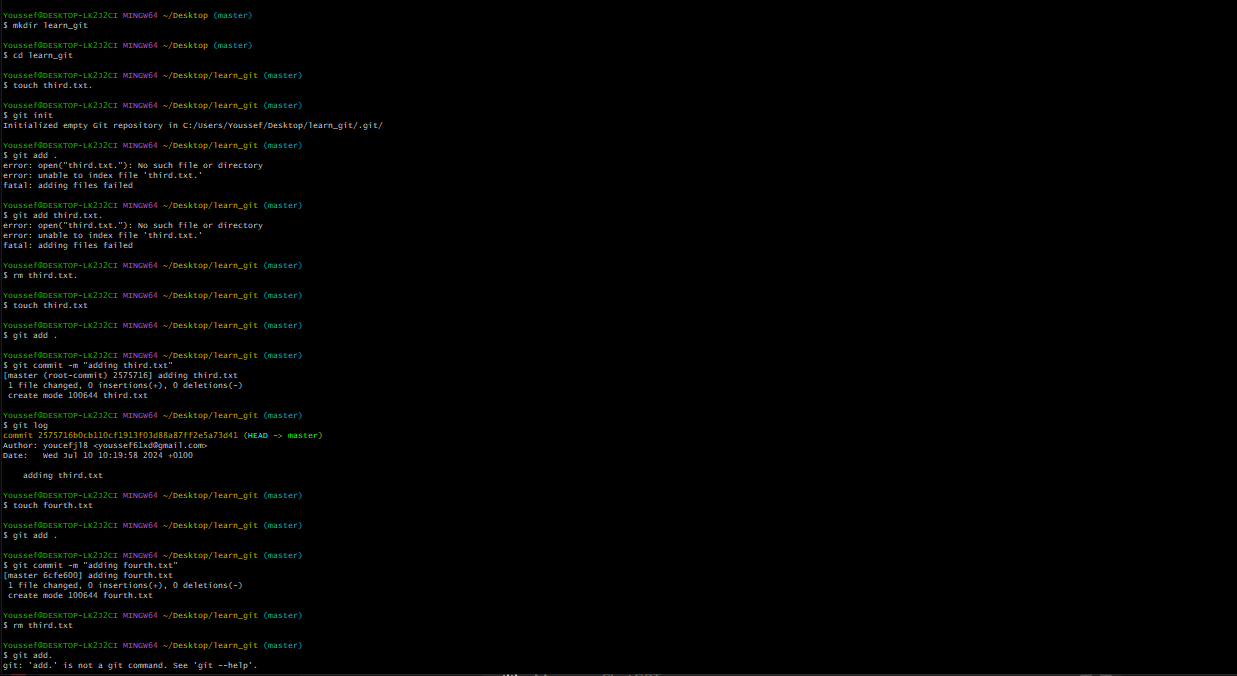 Youssef@DESKTOP-LK2J2CI MINGW64 ~/Desktop (master)
$ mkdir learn_git
Youssef@DESKTOP-LK2J2CI MINGW64 ~/Desktop (master)
$ cd learn_git
Youssef@DESKTOP-LK2J2CI MINGW64 ~/Desktop/learn_git (master)
$ touch third.txt.
Youssef@DESKTOP-LK2J2CI MINGW64 ~/Desktop/learn_git (master)
$ git init
Initialized empty Git repository in C:/Users/Youssef/Desktop/learn_git/.git/
Youssef@DESKTOP-LK2J2CI MINGW64 ~/Desktop/learn_git (master)
$ git add .
error: open("third.txt."): No such file or directory
error: unable to index file 'third.txt.'
fatal: adding files failed
Youssef@DESKTOP-LK2J2CI MINGW64 ~/Desktop/learn_git (master)
$ git add third.txt.
error: open("third.txt."): No such file or directory
error: unable to index file 'third.txt.'
fatal: adding files failed
Youssef@DESKTOP-LK2J2CI MINGW64 ~/Desktop/learn_git (master)
$ rm third.txt.
Youssef@DESKTOP-LK2J2CI MINGW64 ~/Desktop/learn_git (master)
$ touch third.txt
Youssef@DESKTOP-LK2J2CI MINGW64 ~/Desktop/learn_git (master)
$ git add .
Youssef@DESKTOP-LK2J2CI MINGW64 ~/Desktop/learn_git (master)
$ git commit -m "adding third.txt"
[master (root-commit) 2575716] adding third.txt
1 file changed, 0 insertions(+), 0 deletions(-)
create mode 100644 third.txt
Youssef@DESKTOP-LK2J2CI MINGW64 ~/Desktop/learn_git (master)
$ git log
commit 2575716b0cb110cf1913f03d88a87ff2e5a73d41 (HEAD -> master)
Author: youcefjl8 <youssef61xd@gmail.com>
Date:   Wed Jul 10 10:19:58 2024 +0100
adding third.txt
Youssef@DESKTOP-LK2J2CI MINGW64 ~/Desktop/learn_git (master)
$ touch fourth.txt
Youssef@DESKTOP-LK2J2CI MINGW64 ~/Desktop/learn_git (master)
$ git add .
Youssef@DESKTOP-LK2J2CI MINGW64 ~/Desktop/learn_git (master)
$ git commit -m "adding fourth.txt"
[master 6cfe600] adding fourth.txt
1 file changed, 0 insertions(+), 0 deletions(-)
create mode 100644 fourth.txt
Youssef@DESKTOP-LK2J2CI MINGW64 ~/Desktop/learn_git (master)
$ rm third.txt
Youssef@DESKTOP-LK2J2CI MINGW64 ~/Desktop/learn_git (master)
$ git add.
git: 'add.' is not a git command. See 'git --help'.